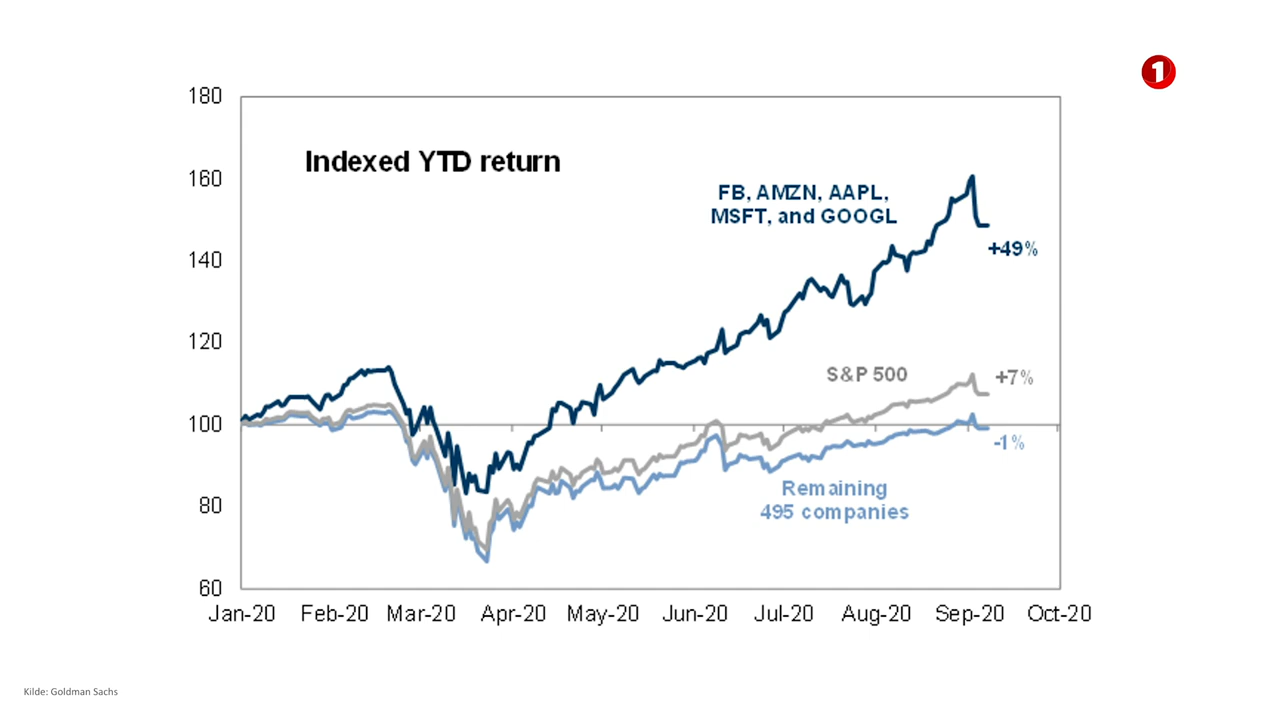 1
180
Indexed YTD return
160
FB, AMZN, AAPL,
MSFT, and GOOGL
+49%
140
120
S&P 500
+7%
100
-1%
Remaining
495 companies
80
60
Jan-20 Feb-20 Mar-20 Apr-20 May-20 Jun-20 Jul-20 Aug-20 Sep-20 Oct-20
Kilde: Goldman Sachs